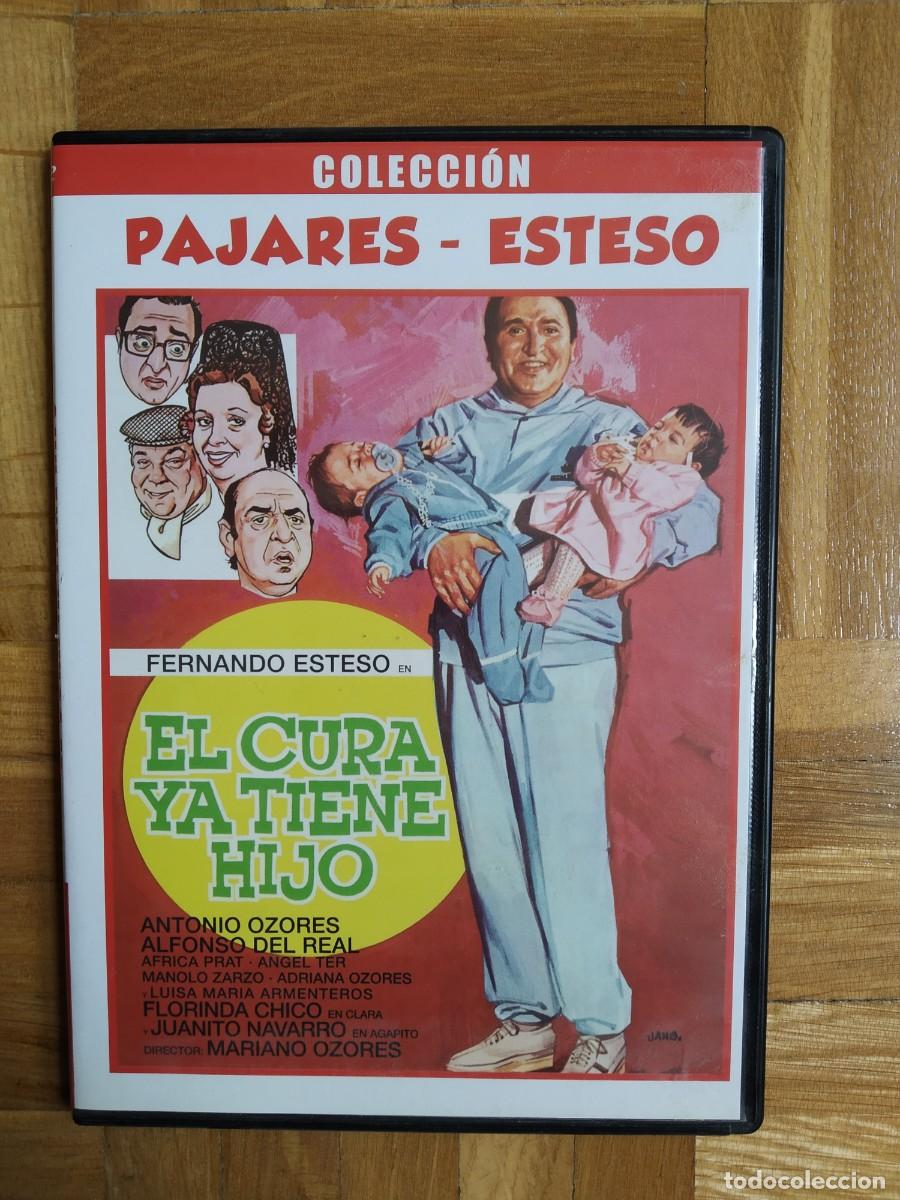 COLECCIÓN
PAJARES - ESTESO
FERNANDO ESTESO EN
EL CURA
YA TIENE
HIJO
ANTONIO OZORES
ALFONSO DEL REAL
AFRICA PRAT · ANGEL TER
MANOLO ZARZO · ADRIANA OZORES
Y LUISA MARIA ARMENTEROS
FLORINDA CHICO EN CLARA
Y JUANITO NAVARRO EN AGAPITO
DIRECTOR: MARIANO OZORES
JANO
todocoleccion